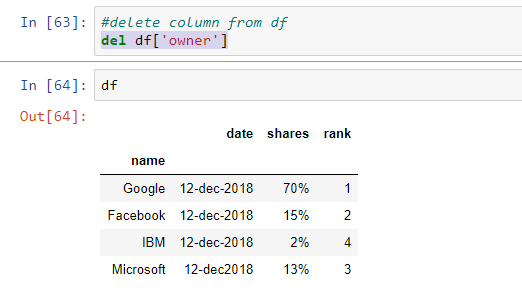 In [63]: #delete column from df
del df['owner']
In [64]: df
Out[64]:
date shares rank
name
Google 12-dec-2018 70% 1
Facebook 12-dec-2018 15% 2
IBM 12-dec-2018 2% 4
Microsoft 12-dec2018 13% 3